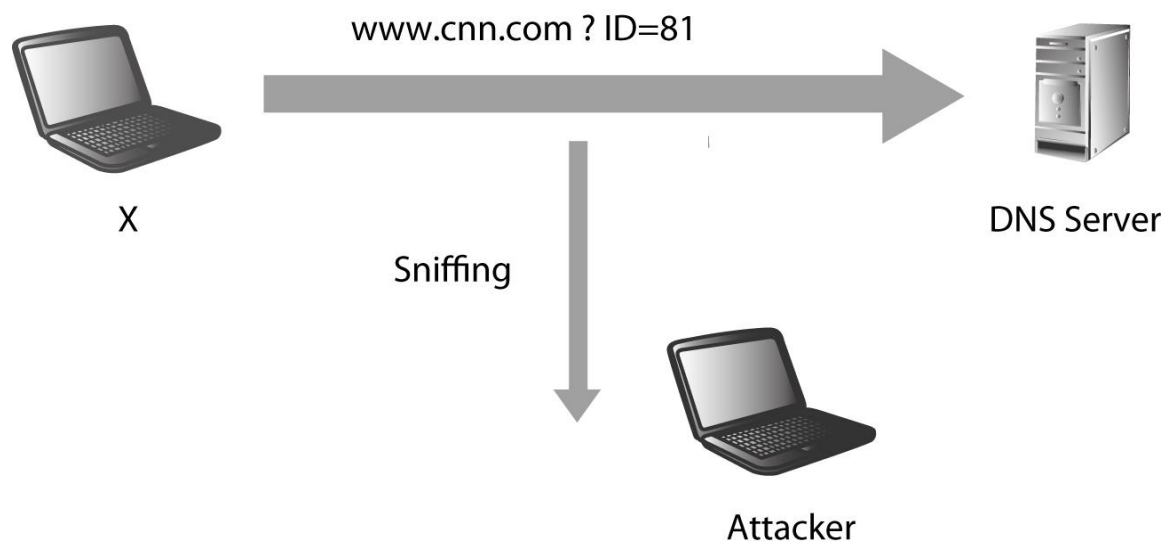 www.cnn.com ? ID=81
X
DNS Server
Sniffing
Attacker